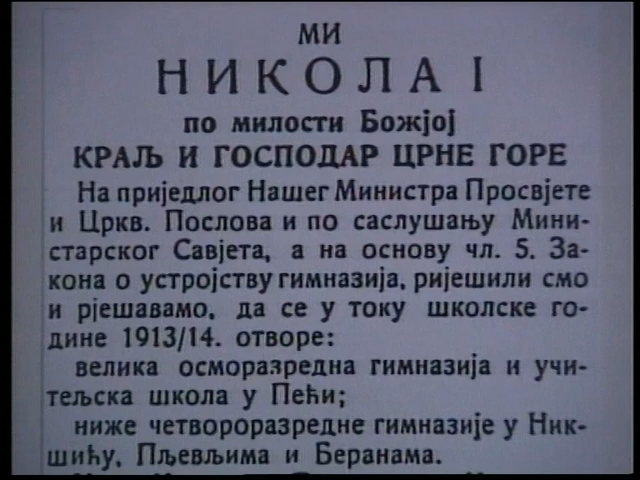 МИ
НИКОЛА I
по милости Божјој
КРАЉ И ГОСПОДАР ЦРНЕ ГОРЕ
На приједлог Нашег Министра Просвјете
и Црkв. Послова и по саслушању Мини-
старског Савјета, а на основу чл. 5. За-
кона о устројству гимназија, ријешили смо
и рјешавамо, да се у току школске го-
дине 1913/14. отворе:
велика осморазредна гимназија и учи-
тељска школа у Пећи;
ниже четвороразредне гимназије у Ник-
шићу, Пљевљима и Беранама.